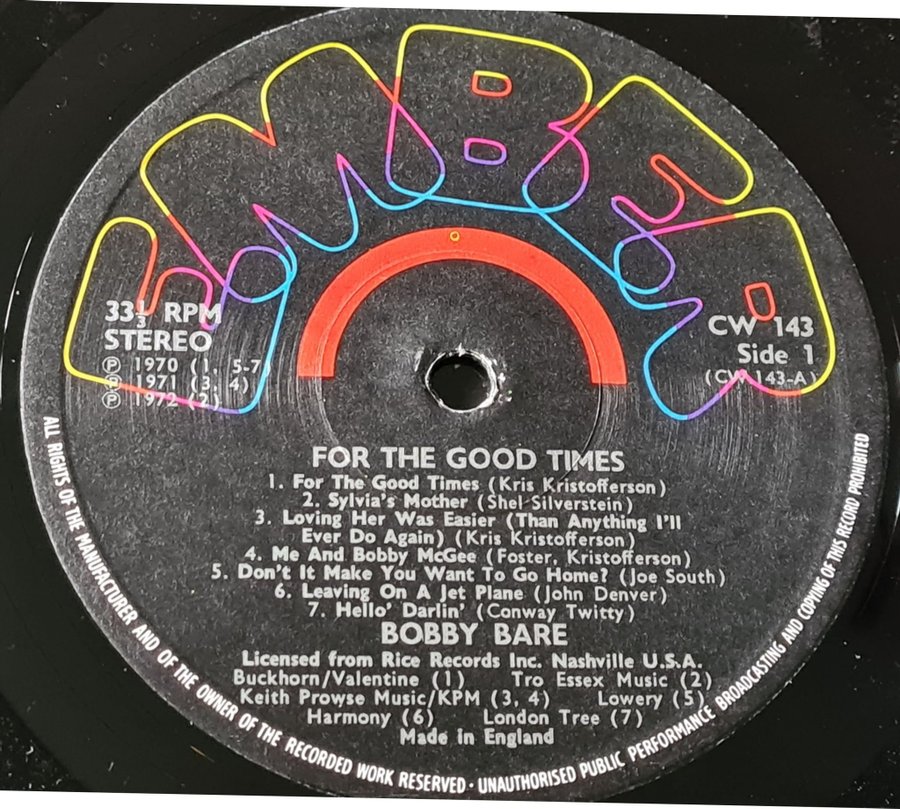 EMBER
33⅓ RPM
STEREO
Ⓟ 1970 (1, 5-7)
Ⓟ 1971 (3, 4)
Ⓟ 1972 (2)
CW 143
Side 1
(CW 143-A)
FOR THE GOOD TIMES
1. For The Good Times (Kris Kristofferson)
2. Sylvia's Mother (Shel Silverstein)
3. Loving Her Was Easier (Than Anything I'll
Ever Do Again) (Kris Kristofferson)
4. Me And Bobby McGee (Foster, Kristofferson)
5. Don't It Make You Want To Go Home? (Joe South)
6. Leaving On A Jet Plane (John Denver)
7. Hello' Darlin' (Conway Twitty)
BOBBY BARE
Licensed from Rice Records Inc. Nashville U.S.A.
Buckhorn/Valentine (1) Tro Essex Music (2)
Keith Prowse Music/KPM (3, 4) Lowery (5)
Harmony (6) London Tree (7)
Made in England
ALL RIGHTS OF THE MANUFACTURER AND OF THE OWNER OF THE RECORDED WORK RESERVED · UNAUTHORISED PUBLIC PERFORMANCE BROADCASTING AND COPYING OF THIS RECORD PROHIBITED